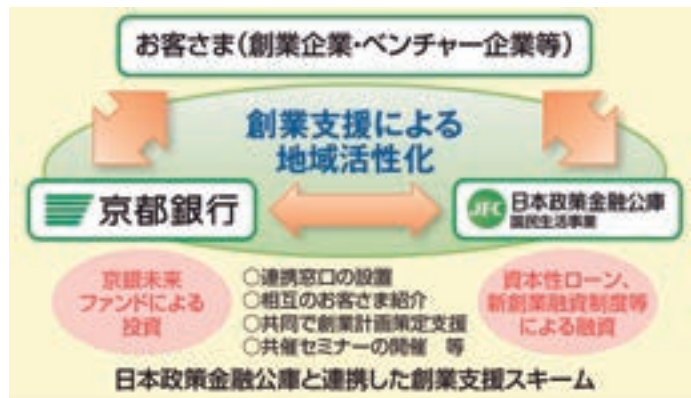 お客さま(創業企業・ベンチャー企業等)
創業支援による
地域活性化
京都銀行
JFC 日本政策金融公庫
国民生活事業
京銀未来
ファンドによる
投資
○連携窓口の設置
○相互のお客さま紹介
○共同で創業計画策定支援
○共催セミナーの開催 等
資本性ローン、
新創業融資制度等
による融資
日本政策金融公庫と連携した創業支援スキーム